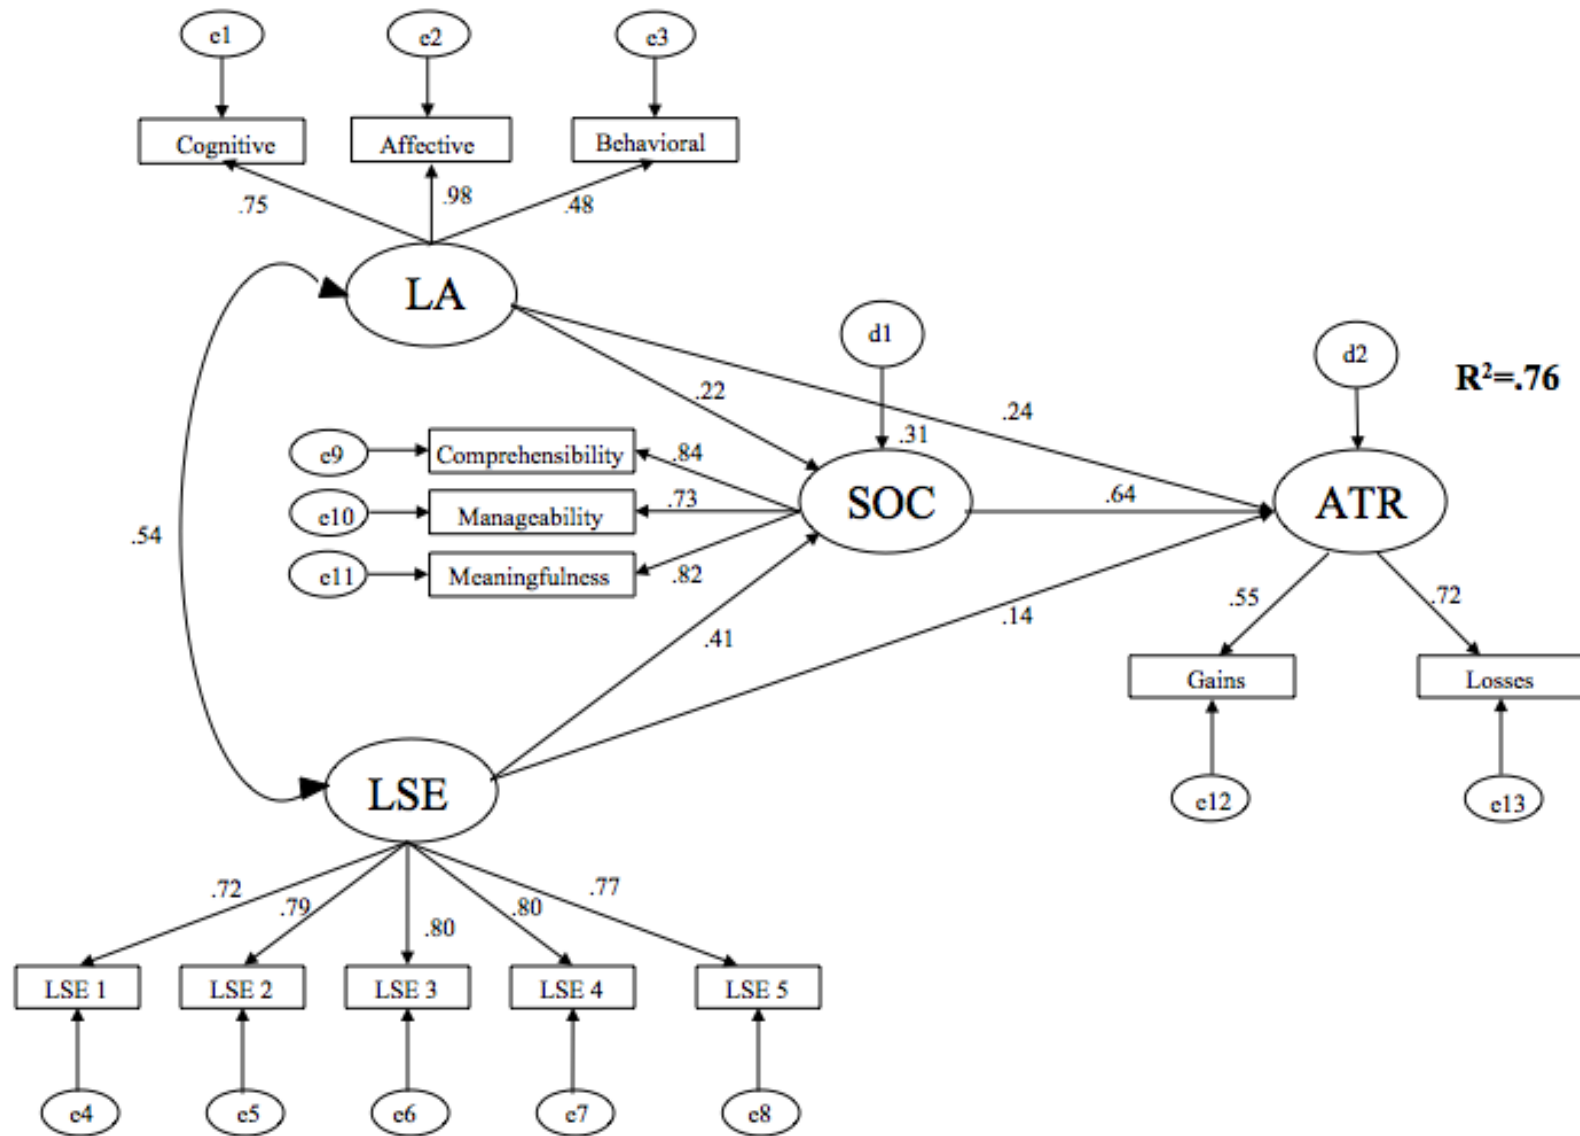 e1
e2
e3
Cognitive
Affective
Behavioral
.75
.98
.48
LA
d1
d2
R²=.76
.22
.24
.31
e9
Comprehensibility
.84
SOC
ATR
.64
e10
Manageability
.73
.54
e11
Meaningfulness
.82
.55
.72
.14
.41
Gains
Losses
LSE
e12
e13
.72
.79
.80
.80
.77
LSE 1
LSE 2
LSE 3
LSE 4
LSE 5
e4
e5
e6
e7
e8